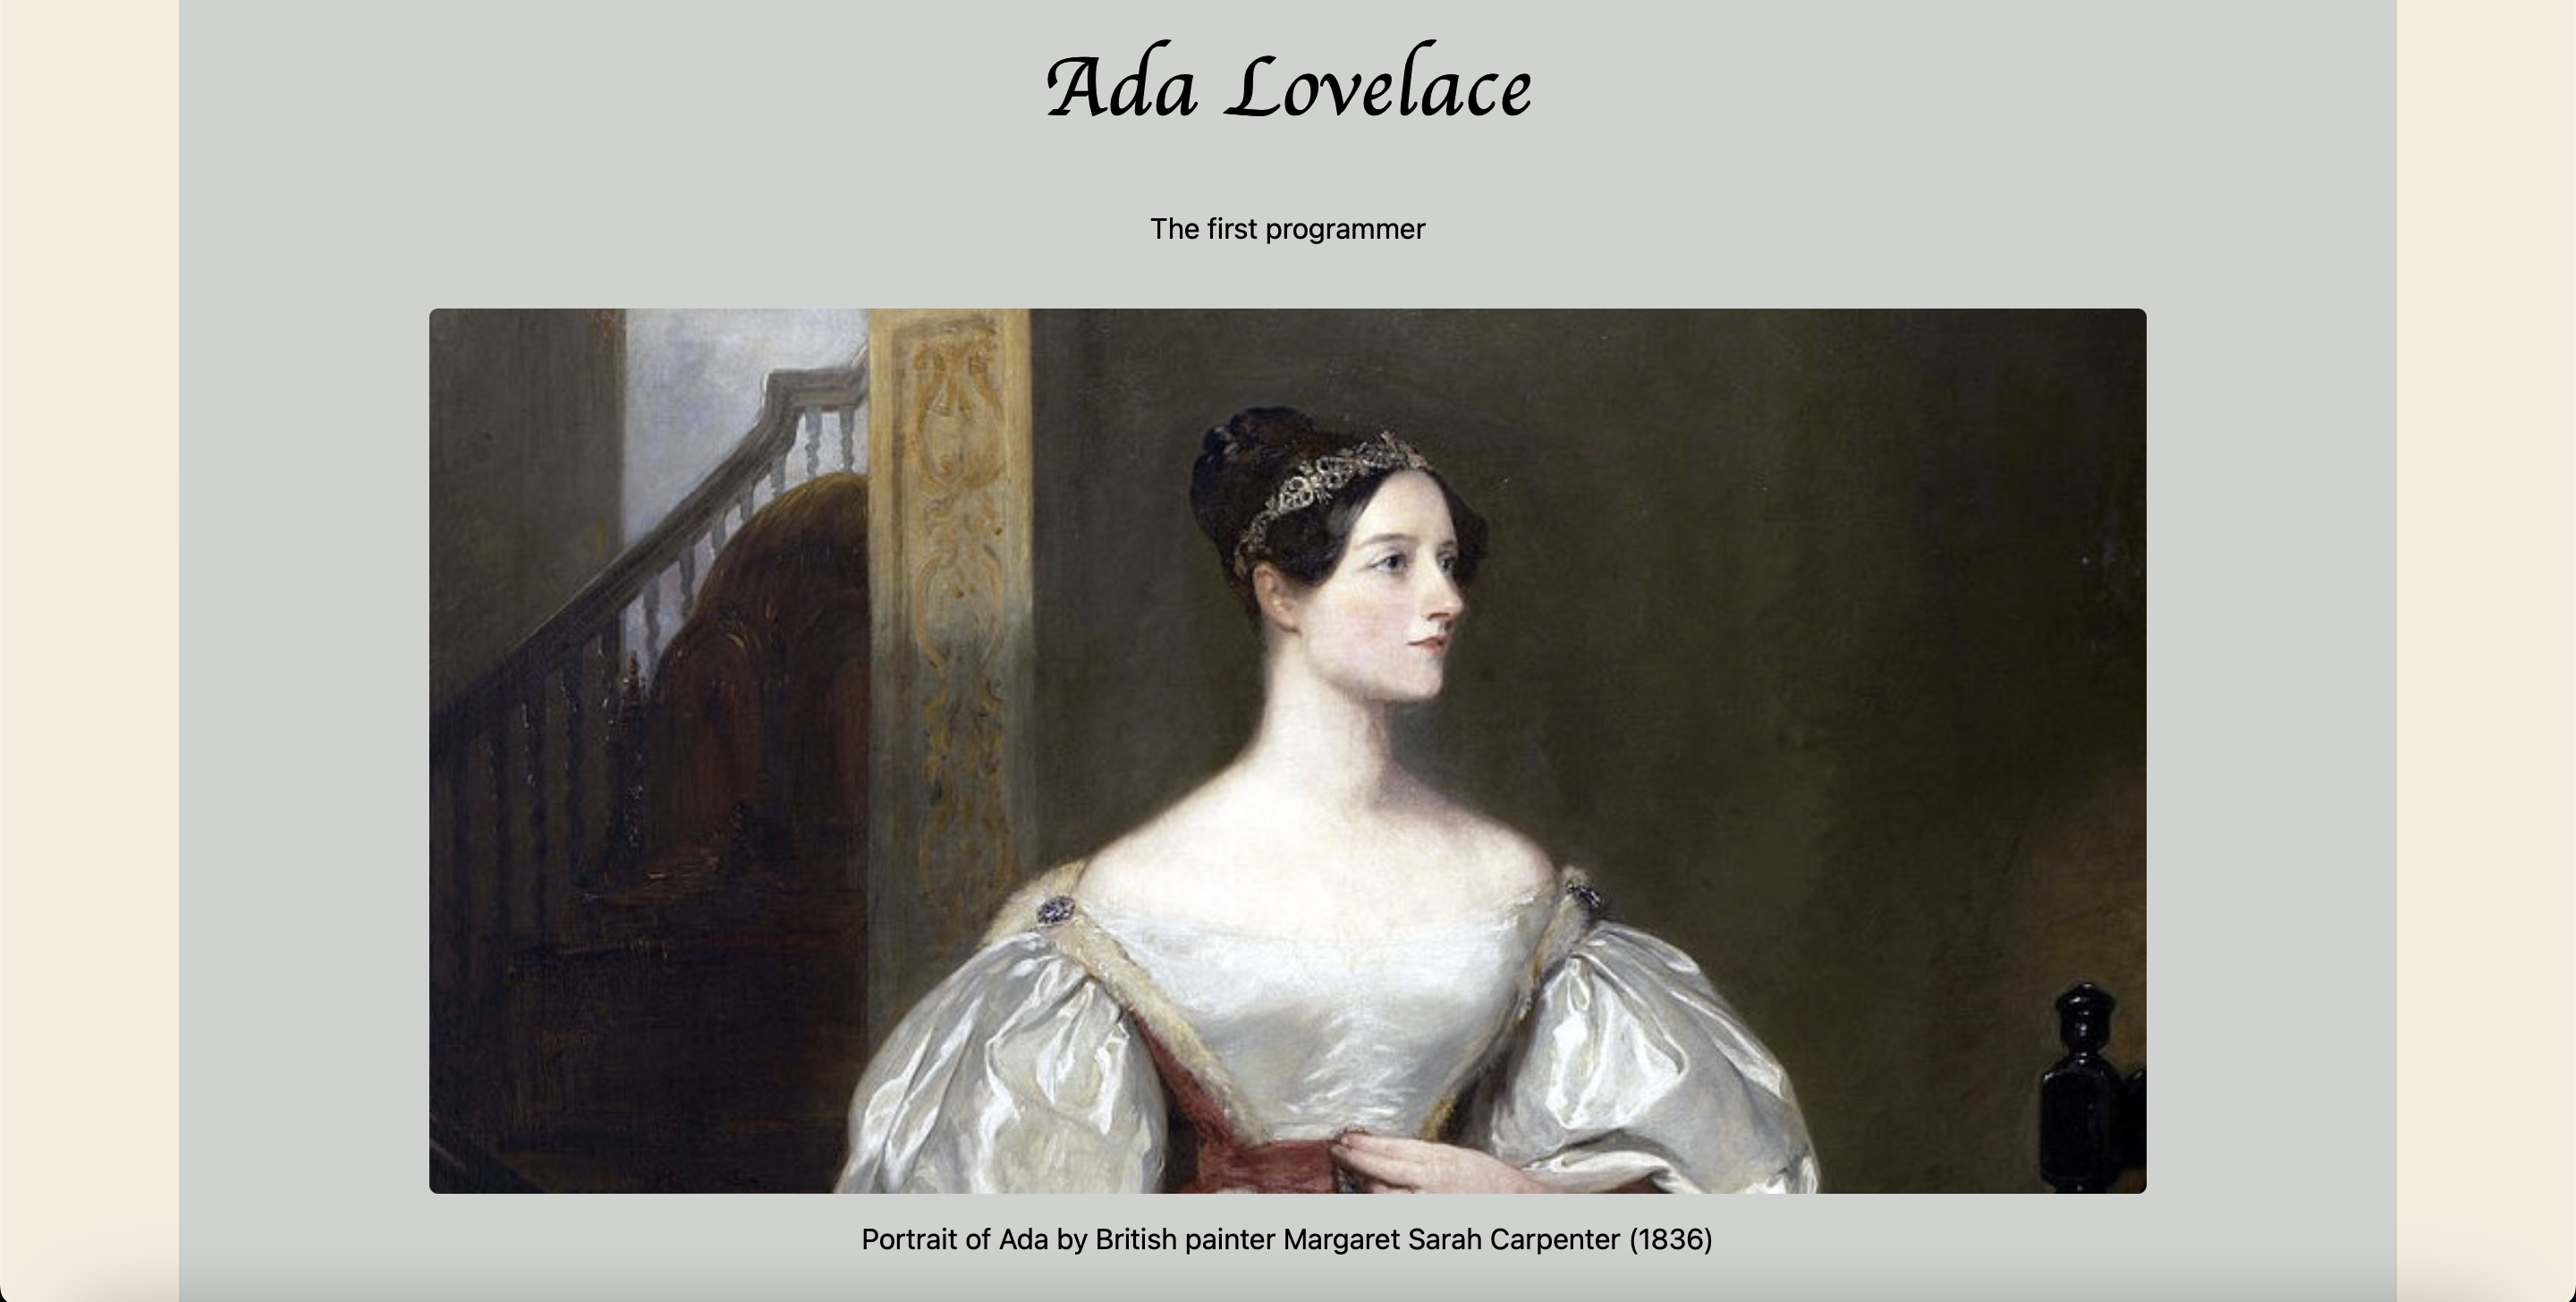 Ada Lovelace
The first programmer
Portrait of Ada by British painter Margaret Sarah Carpenter (1836)